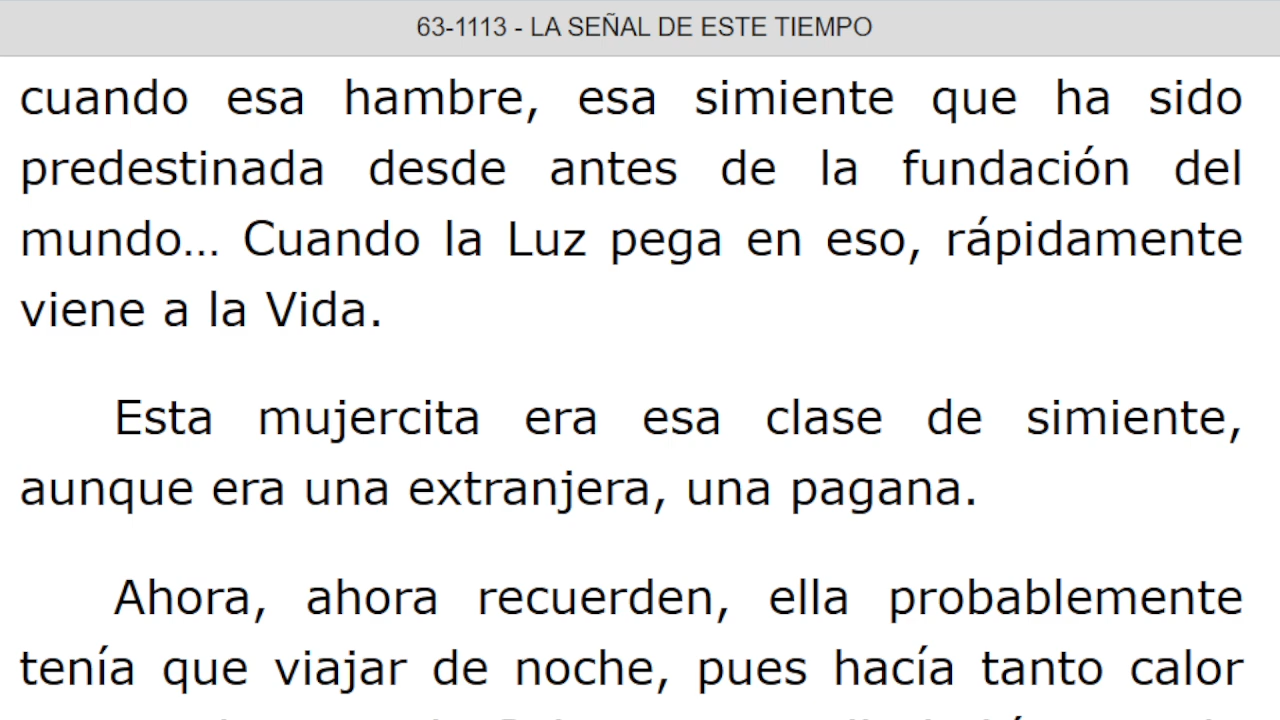 63-1113 - LA SEÑAL DE ESTE TIEMPO
cuando esa hambre, esa simiente que ha sido
predestinada desde antes de la fundación del
mundo... Cuando la Luz pega en eso, rápidamente
viene a la Vida.
Esta mujercita era esa clase de simiente,
aunque era una extranjera, una pagana.
Ahora, ahora recuerden, ella probablemente
tenía que viajar de noche, pues hacía tanto calor